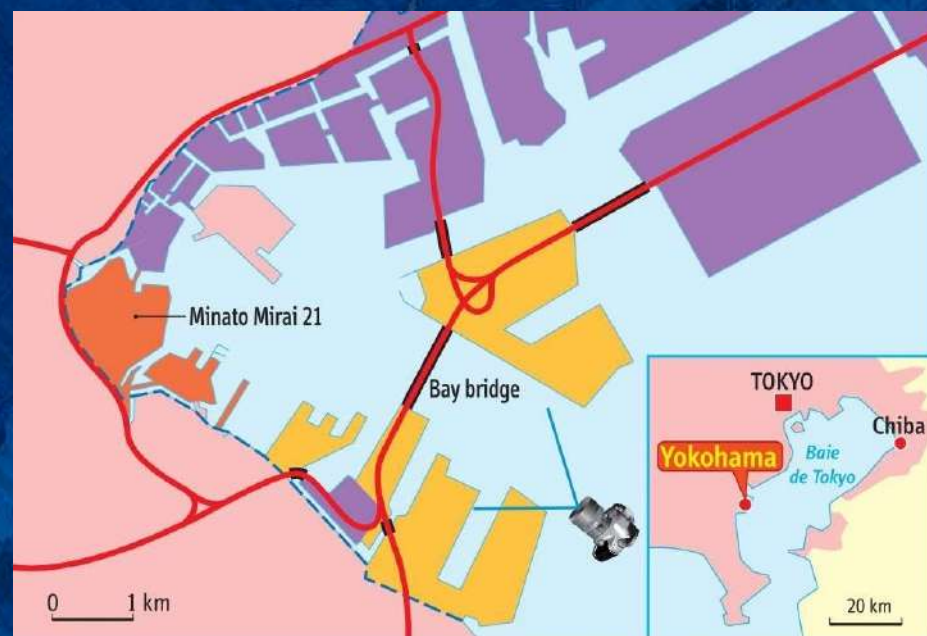 Minato Mirai 21
Bay bridge
0 1 km
TOKYO
Chiba
Yokohama
Baie
de Tokyo
20 km